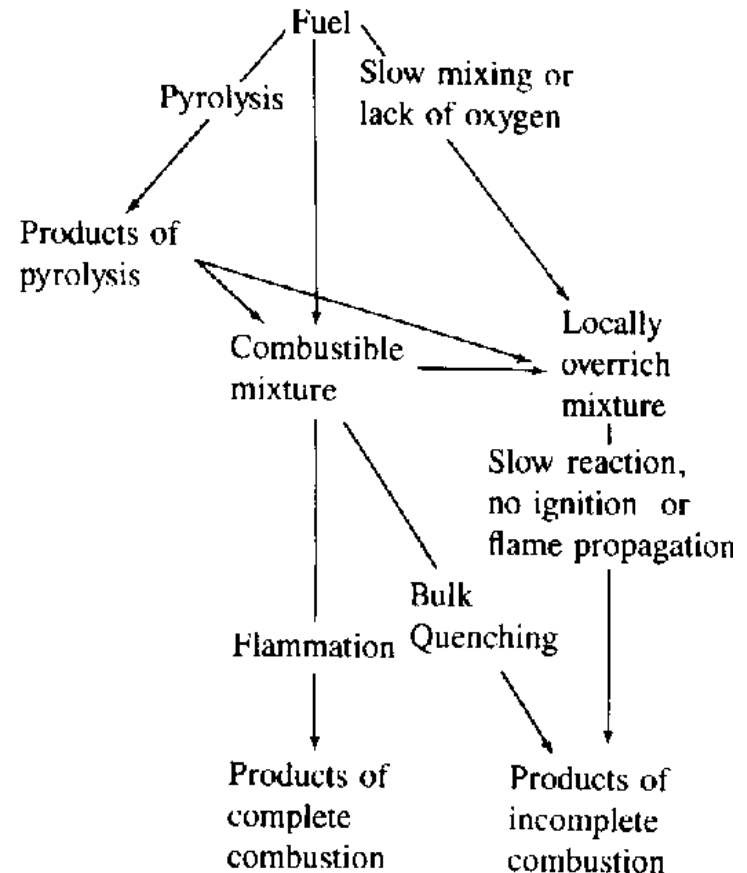 Fuel
Slow mixing or
lack of oxygen
Pyrolysis
Products of
pyrolysis
Locally
overrich
mixture
Combustible
mixture
Slow reaction,
no ignition or
flame propagation
Bulk
Quenching
Flammation
Products of
complete
combustion
Products of
incomplete
combustion